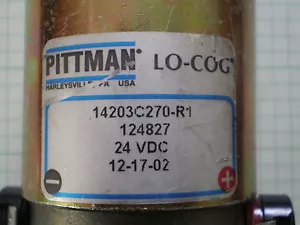 PITTMAN® LO-COG®
HARLEYSVILLE, PA USA
14203C270-R1
124827
24 VDC
12-17-02
- +